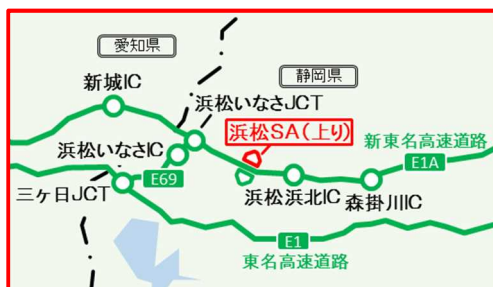 愛知県
静岡県
新城IC
浜松いなさJCT
浜松SA(上り)
新東名高速道路
E1A
浜松いなさIC
E69
三ヶ日JCT
浜松浜北IC
森掛川IC
E1
東名高速道路